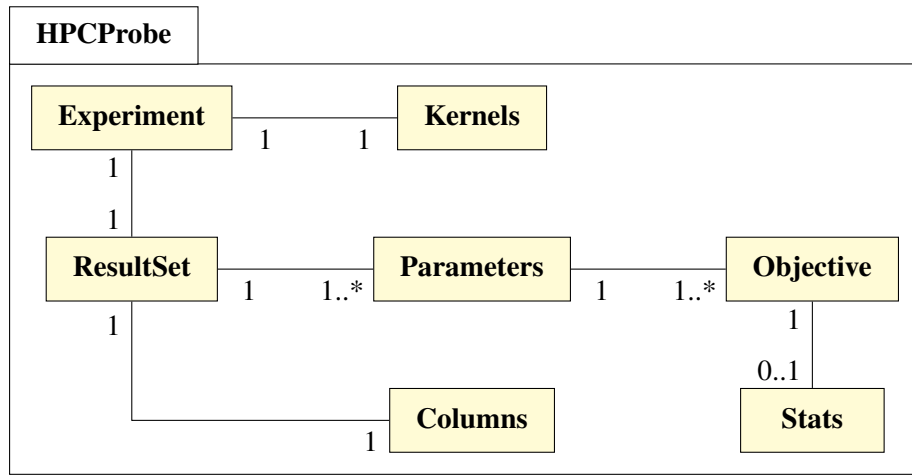 HPCProbe
Experiment
Kernels
1
1
1
1
ResultSet
Parameters
Objective
1
1..*
1
1..*
1
1
0..1
Columns
Stats
1